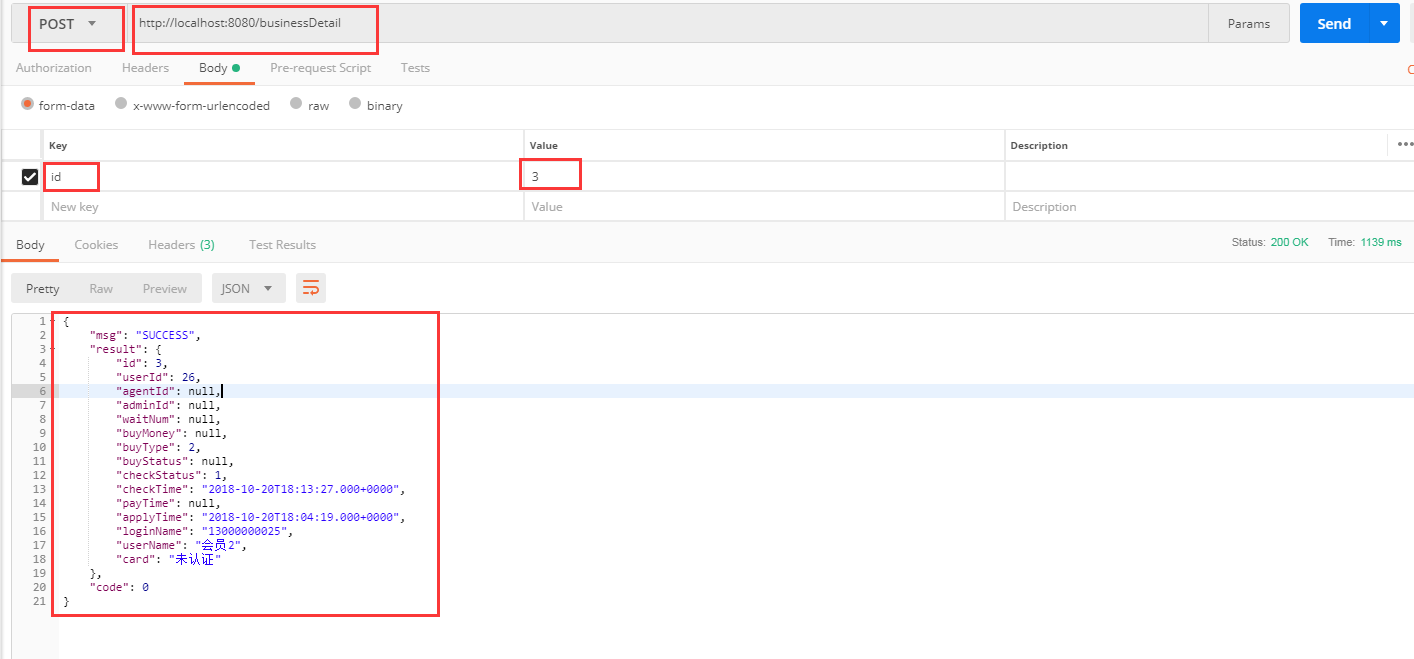 POST http://localhost:8080/businessDetail Params Send
Authorization Headers Body Pre-request Script Tests
form-data x-www-form-urlencoded raw binary
Key Value Description
id 3
New key Value Description
Body Cookies Headers (3) Test Results Status: 200 OK Time: 1139 ms
Pretty Raw Preview JSON
1 {
2 "msg": "SUCCESS",
3 "result": {
4 "id": 3,
5 "userId": 26,
6 "agentId": null,
7 "adminId": null,
8 "waitNum": null,
9 "buyMoney": null,
10 "buyType": 2,
11 "buyStatus": null,
12 "checkStatus": 1,
13 "checkTime": "2018-10-20T18:13:27.000+0000",
14 "payTime": null,
15 "applyTime": "2018-10-20T18:04:19.000+0000",
16 "loginName": "13000000025",
17 "userName": "会员2",
18 "card": "未认证"
19 },
20 "code": 0
21 }